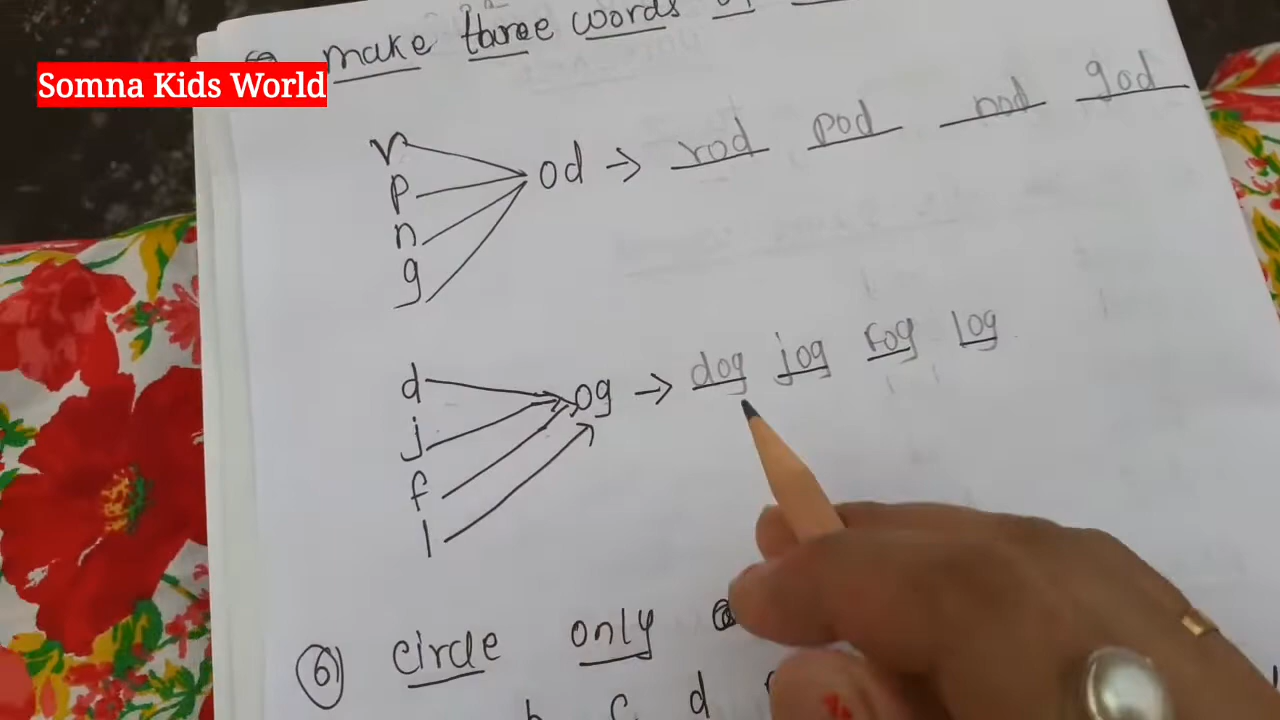 make three words
Somna Kids World
r
p
n
g
od → rod pod nod god
d
j
f
l
og → dog jog fog log
6) circle only
b c d